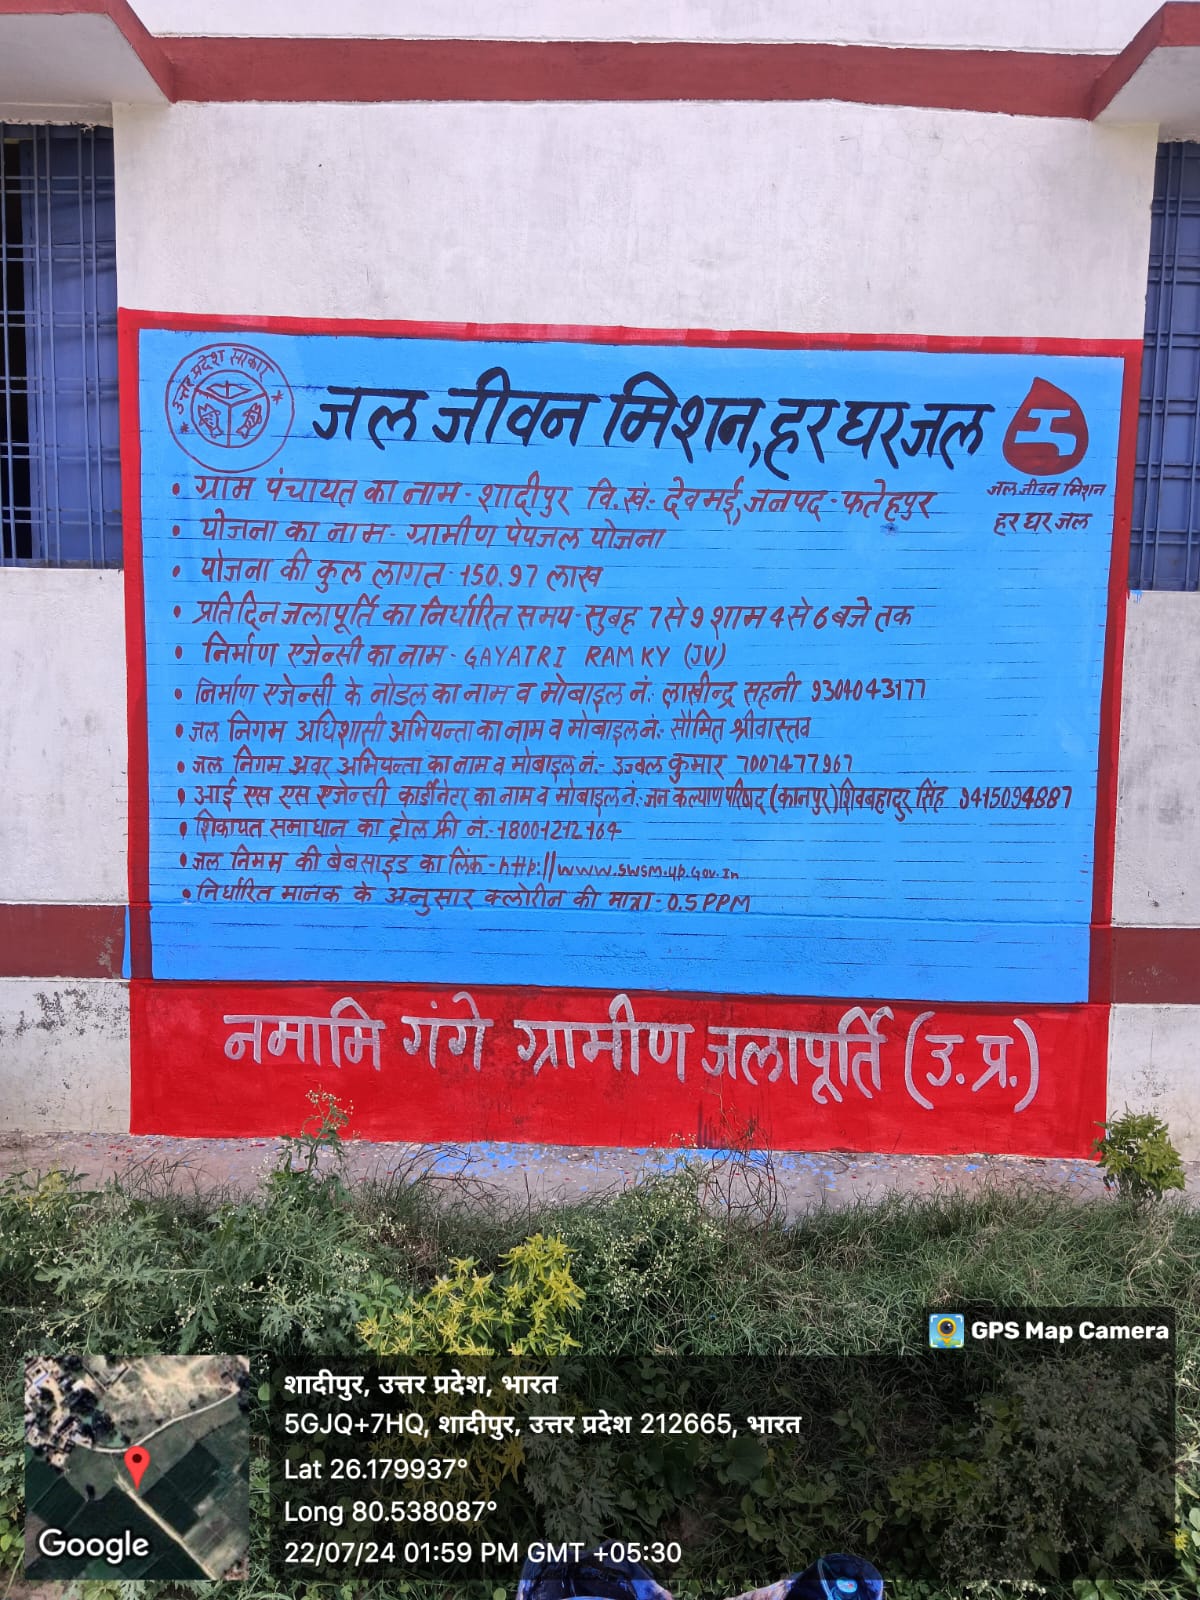 उत्तर प्रदेश सरकार
जल जीवन मिशन, हर घर जल
जल जीवन मिशन
हर घर जल
• ग्राम पंचायत का नाम - शादीपुर वि.खं:- देवमई, जनपद - फतेहपुर
• योजना का नाम - ग्रामीण पेयजल योजना
• योजना की कुल लागत - 150.97 लाख
• प्रतिदिन जलापूर्ति का निर्धारित समय - सुबह 7 से 9 शाम 4 से 6 बजे तक
• निर्माण एजेन्सी का नाम - GAYATRI RAMKY (JV)
• निर्माण एजेन्सी के नोडल का नाम व मोबाइल नं.: लाखीन्द्र सहनी 9304043177
• जल निगम अधिशासी अभियन्ता का नाम व मोबाइल नं:- सौमित श्रीवास्तव
• जल निगम अवर अभियन्ता का नाम व मोबाइल नं:- उज्वल कुमार 7007477967
• आई एस एस एजेन्सी कार्डीनेटर का नाम व मोबाइल नं.: जन कल्याण परिषद (कानपुर) शिवबहादुर सिंह 9415094887
• शिकायत समाधान का ट्रोल फ्री नं:- 18001212164
• जल निमम की बेबसाइड का लिंक - http://www.swsm.up.Gov.In
• निर्धारित मानक के अनुसार क्लोरीन की मात्रा - 0.5 PPM
नमामि गंगे ग्रामीण जलापूर्ति (उ.प्र.)
GPS Map Camera
शादीपुर, उत्तर प्रदेश, भारत
5GJQ+7HQ, शादीपुर, उत्तर प्रदेश 212665, भारत
Lat 26.179937°
Long 80.538087°
22/07/24 01:59 PM GMT +05:30
Google